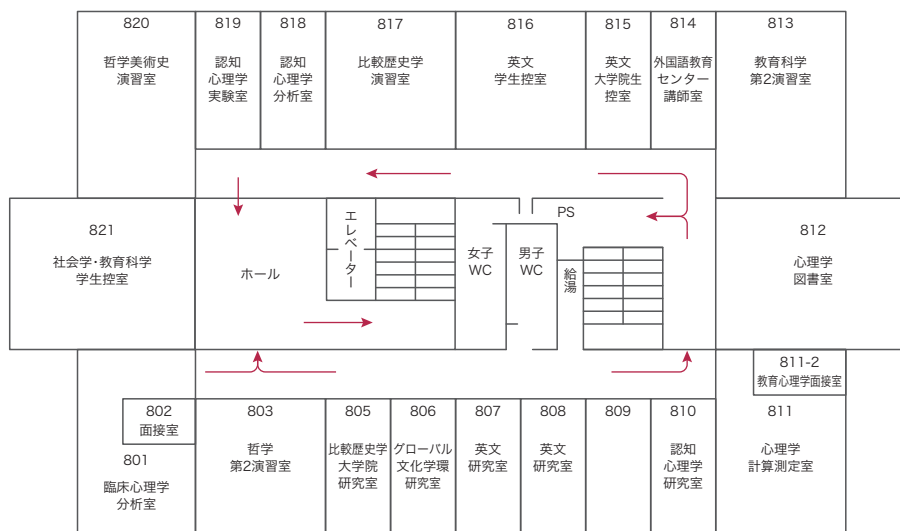 820
哲学美術史
演習室
819
認知
心理学
実験室
818
認知
心理学
分析室
817
比較歴史学
演習室
816
英文
学生控室
815
英文
大学院生
控室
814
外国語教育
センター
講師室
813
教育科学
第2演習室
821
社会学・教育科学
学生控室
ホール
エレベーター
女子
WC
男子
WC
PS
給湯
812
心理学
図書室
811-2
教育心理学面接室
802
面接室
801
臨床心理学
分析室
803
哲学
第2演習室
805
比較歴史学
大学院
研究室
806
グローバル
文化学環
研究室
807
英文
研究室
808
英文
研究室
809
810
認知
心理学
研究室
811
心理学
計算測定室